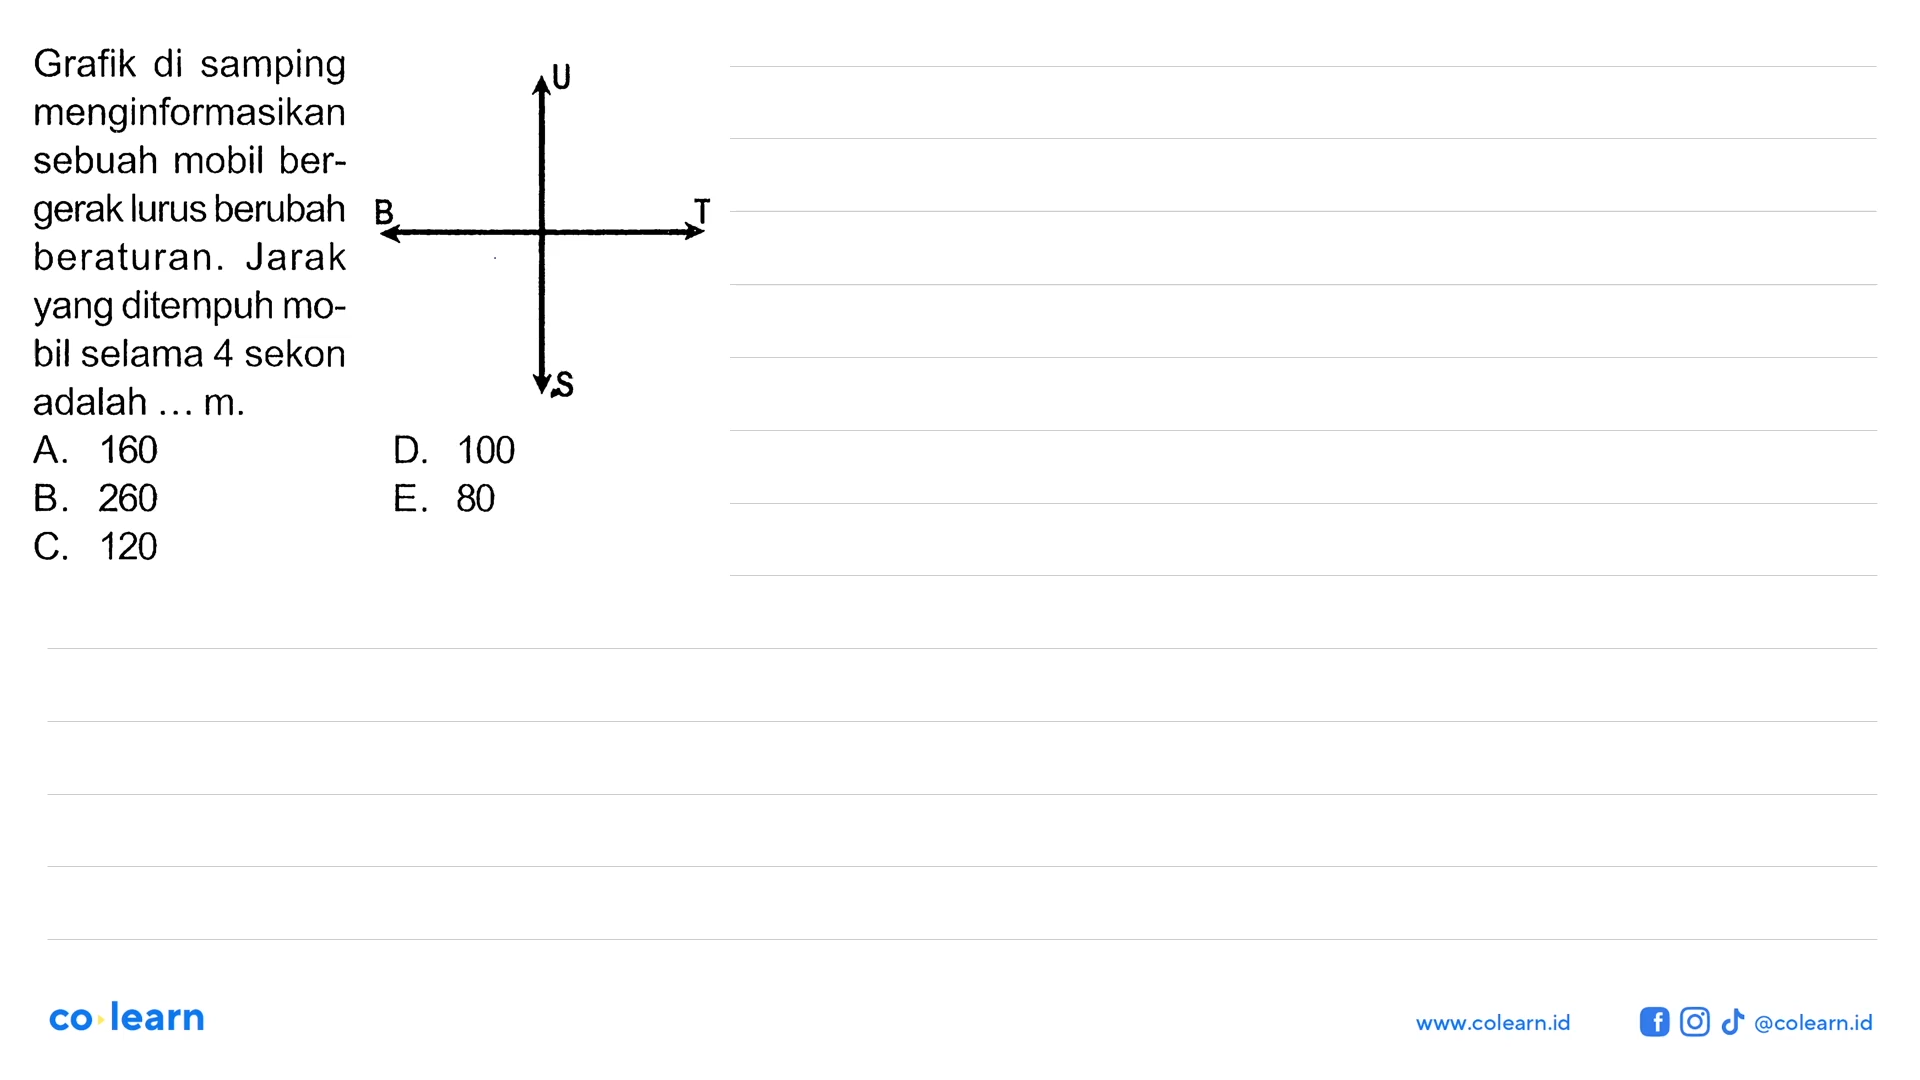 Grafik di samping
menginformasikan
sebuah mobil ber-
gerak lurus berubah
beraturan. Jarak
yang ditempuh mo-
bil selama 4 sekon
adalah ... m.
U
B
T
S
A. 160
D. 100
B. 260
E. 80
C. 120
co learn
www.colearn.id
@colearn.id